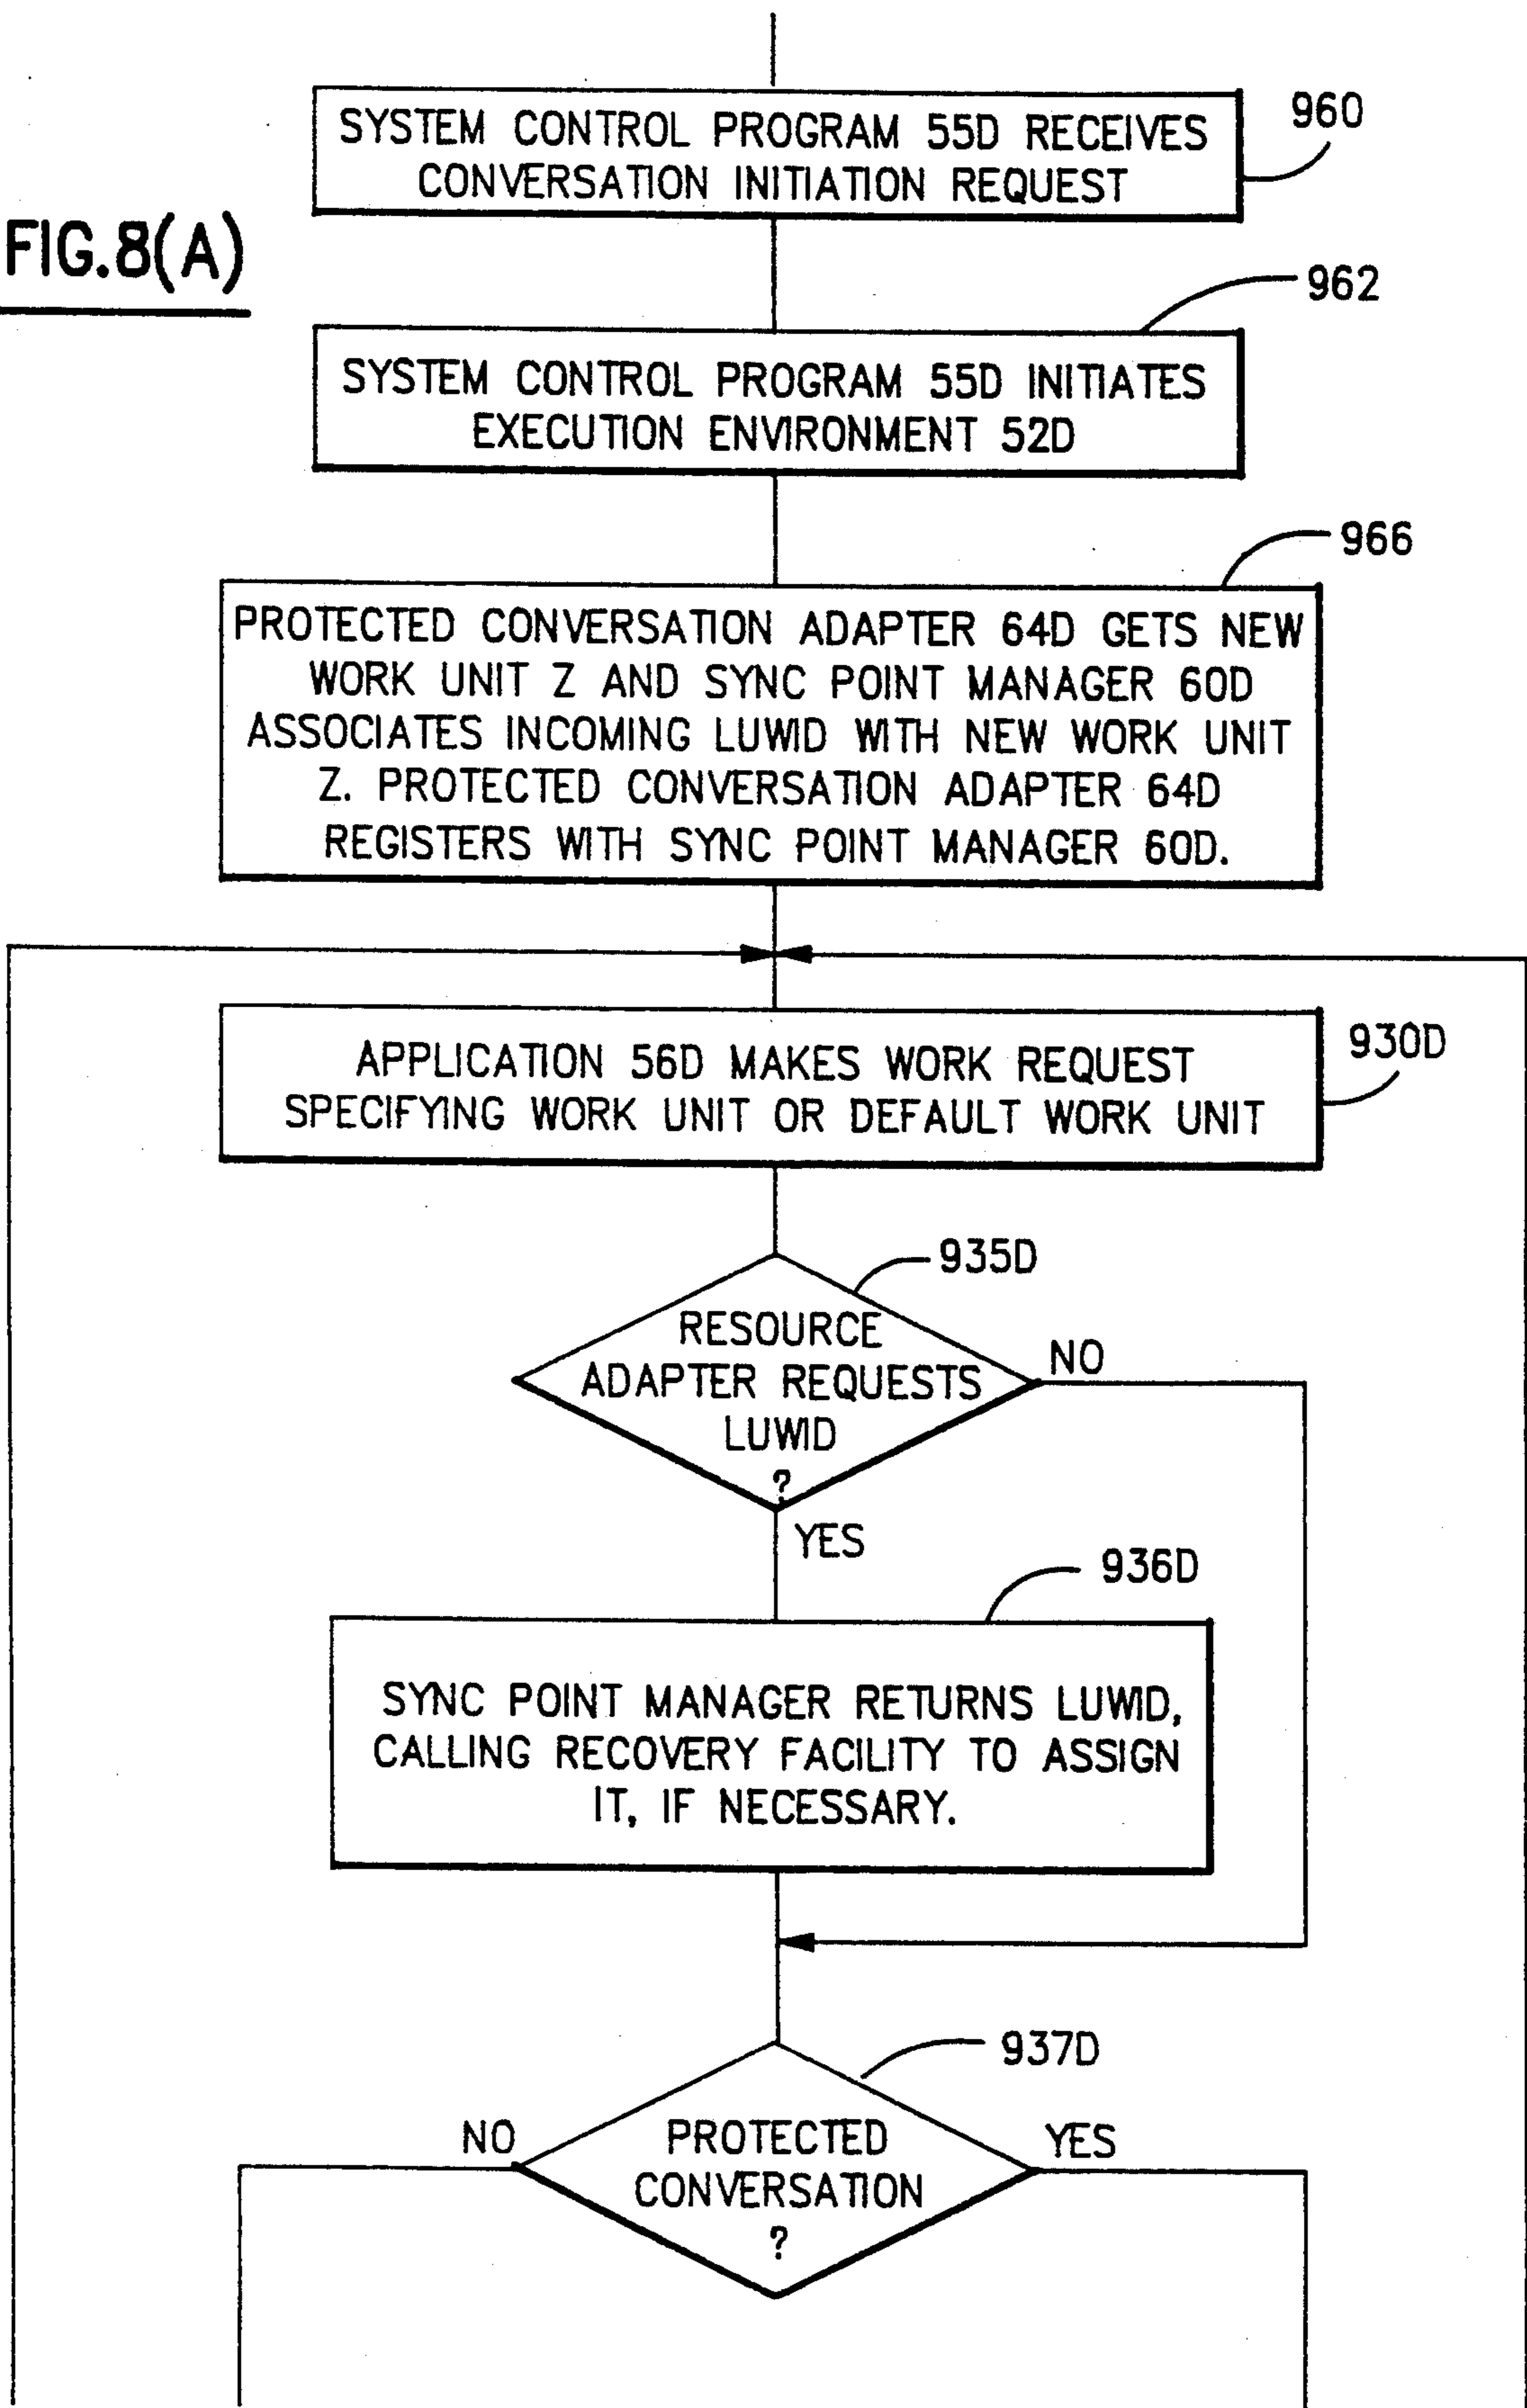 SYSTEM CONTROL PROGRAM 55D RECEIVES
CONVERSATION INITIATION REQUEST
960
FIG.8(A)
962
SYSTEM CONTROL PROGRAM 55D INITIATES
EXECUTION ENVIRONMENT 52D
966
PROTECTED CONVERSATION ADAPTER 64D GETS NEW
WORK UNIT Z AND SYNC POINT MANAGER 60D
ASSOCIATES INCOMING LUWID WITH NEW WORK UNIT
Z. PROTECTED CONVERSATION ADAPTER 64D
REGISTERS WITH SYNC POINT MANAGER 60D.
930D
APPLICATION 56D MAKES WORK REQUEST
SPECIFYING WORK UNIT OR DEFAULT WORK UNIT
935D
RESOURCE
ADAPTER REQUESTS
LUWID
?
NO
YES
936D
SYNC POINT MANAGER RETURNS LUWID,
CALLING RECOVERY FACILITY TO ASSIGN
IT, IF NECESSARY.
937D
NO
PROTECTED
CONVERSATION
?
YES